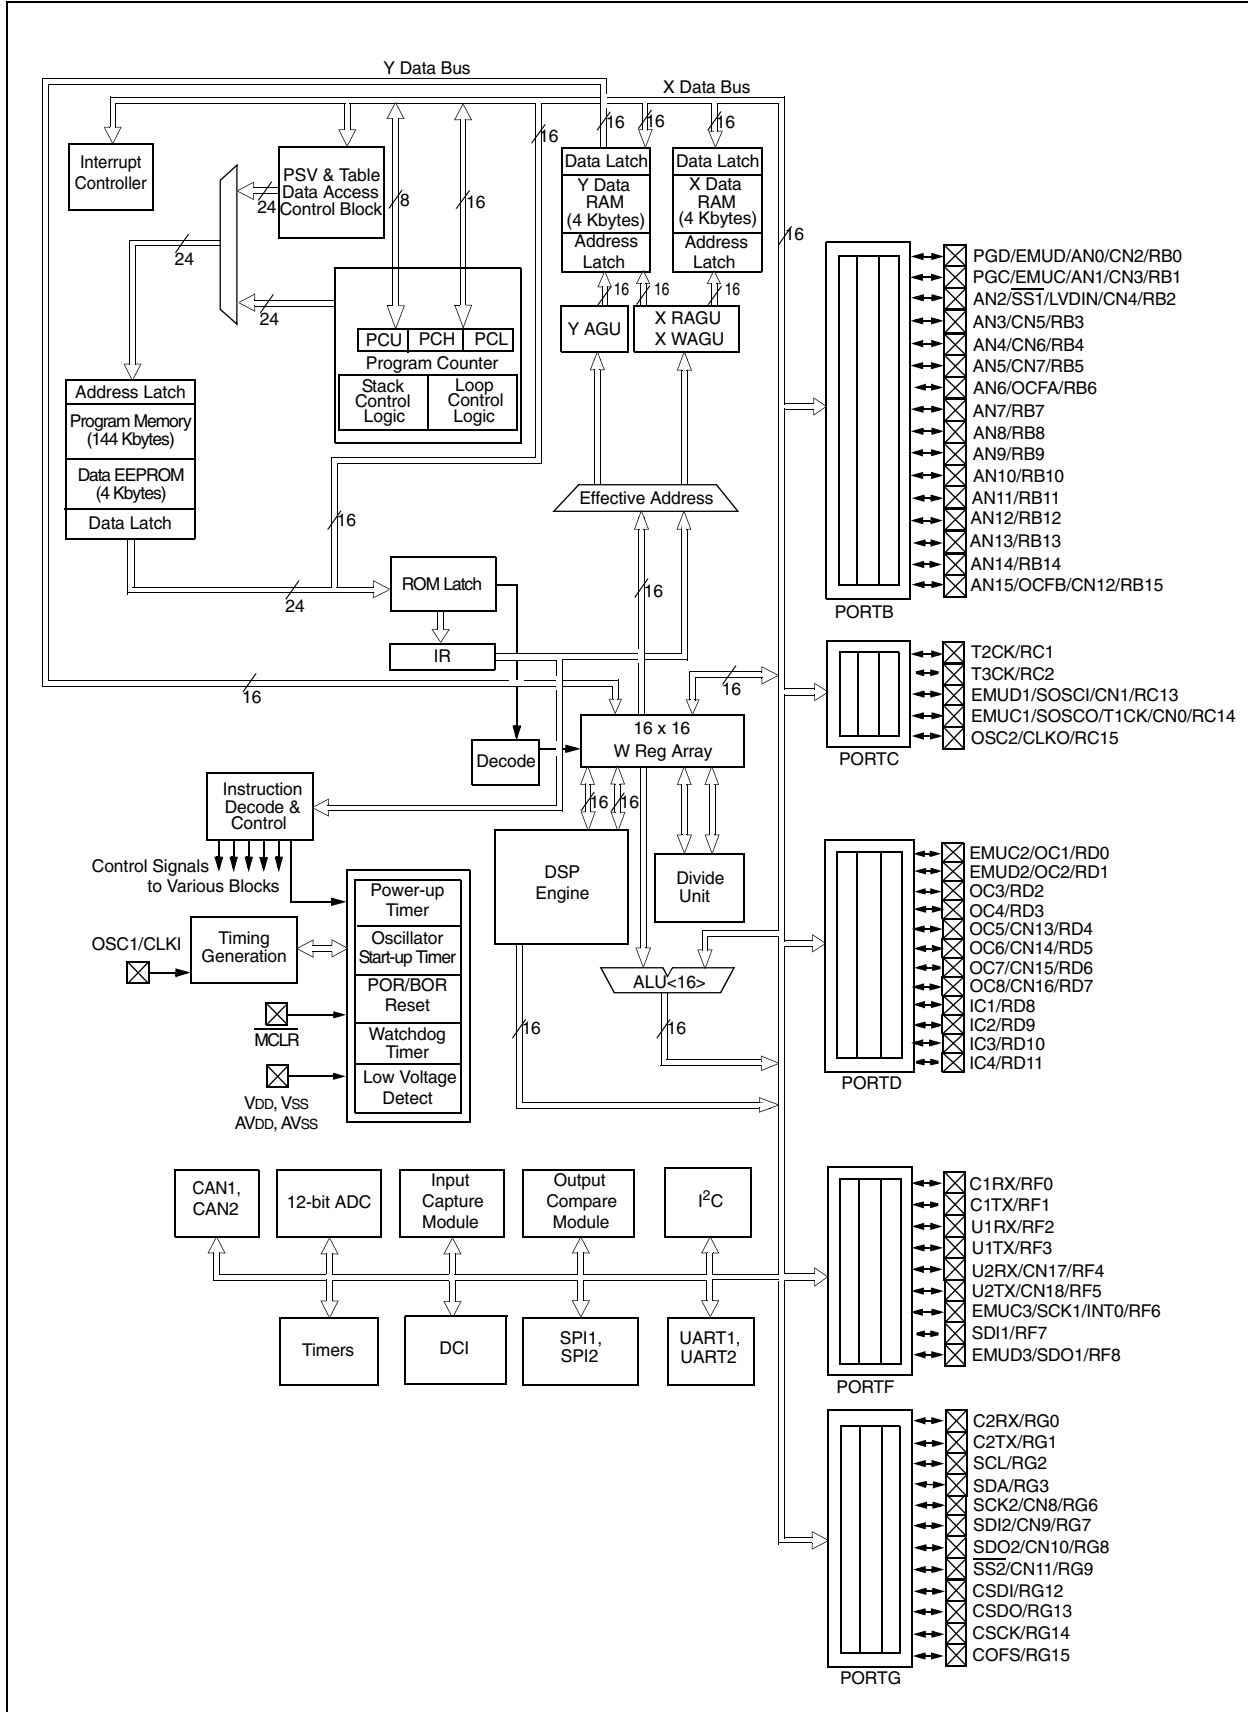 Y Data Bus
X Data Bus
16
16
16
16
Interrupt
Controller
PSV & Table
Data Access
Control Block
24
8
16
Data Latch
Y Data
RAM
(4 Kbytes)
Address
Latch
Data Latch
X Data
RAM
(4 Kbytes)
Address
Latch
16
24
24
16
16
16
Y AGU
X RAGU
X WAGU
PCU
PCH
PCL
Program Counter
Stack
Control
Logic
Loop
Control
Logic
Address Latch
Program Memory
(144 Kbytes)
Data EEPROM
(4 Kbytes)
Data Latch
Effective Address
16
24
ROM Latch
16
IR
16
16
16 x 16
W Reg Array
Decode
Instruction
Decode &
Control
16
16
Control Signals
to Various Blocks
DSP
Engine
Divide
Unit
Power-up
Timer
Oscillator
Start-up Timer
POR/BOR
Reset
Watchdog
Timer
Low Voltage
Detect
OSC1/CLKI
Timing
Generation
MCLR
VDD, VSS
AVDD, AVSS
ALU<16>
16
16
CAN1,
CAN2
12-bit ADC
Input
Capture
Module
Output
Compare
Module
I2C
Timers
DCI
SPI1,
SPI2
UART1,
UART2
PGD/EMUD/AN0/CN2/RB0
PGC/EMUC/AN1/CN3/RB1
AN2/SS1/LVDIN/CN4/RB2
AN3/CN5/RB3
AN4/CN6/RB4
AN5/CN7/RB5
AN6/OCFA/RB6
AN7/RB7
AN8/RB8
AN9/RB9
AN10/RB10
AN11/RB11
AN12/RB12
AN13/RB13
AN14/RB14
AN15/OCFB/CN12/RB15
PORTB
T2CK/RC1
T3CK/RC2
EMUD1/SOSCI/CN1/RC13
EMUC1/SOSCO/T1CK/CN0/RC14
OSC2/CLKO/RC15
PORTC
EMUC2/OC1/RD0
EMUD2/OC2/RD1
OC3/RD2
OC4/RD3
OC5/CN13/RD4
OC6/CN14/RD5
OC7/CN15/RD6
OC8/CN16/RD7
IC1/RD8
IC2/RD9
IC3/RD10
IC4/RD11
PORTD
C1RX/RF0
C1TX/RF1
U1RX/RF2
U1TX/RF3
U2RX/CN17/RF4
U2TX/CN18/RF5
EMUC3/SCK1/INT0/RF6
SDI1/RF7
EMUD3/SDO1/RF8
PORTF
C2RX/RG0
C2TX/RG1
SCL/RG2
SDA/RG3
SCK2/CN8/RG6
SDI2/CN9/RG7
SDO2/CN10/RG8
SS2/CN11/RG9
CSDI/RG12
CSDO/RG13
CSCK/RG14
COFS/RG15
PORTG